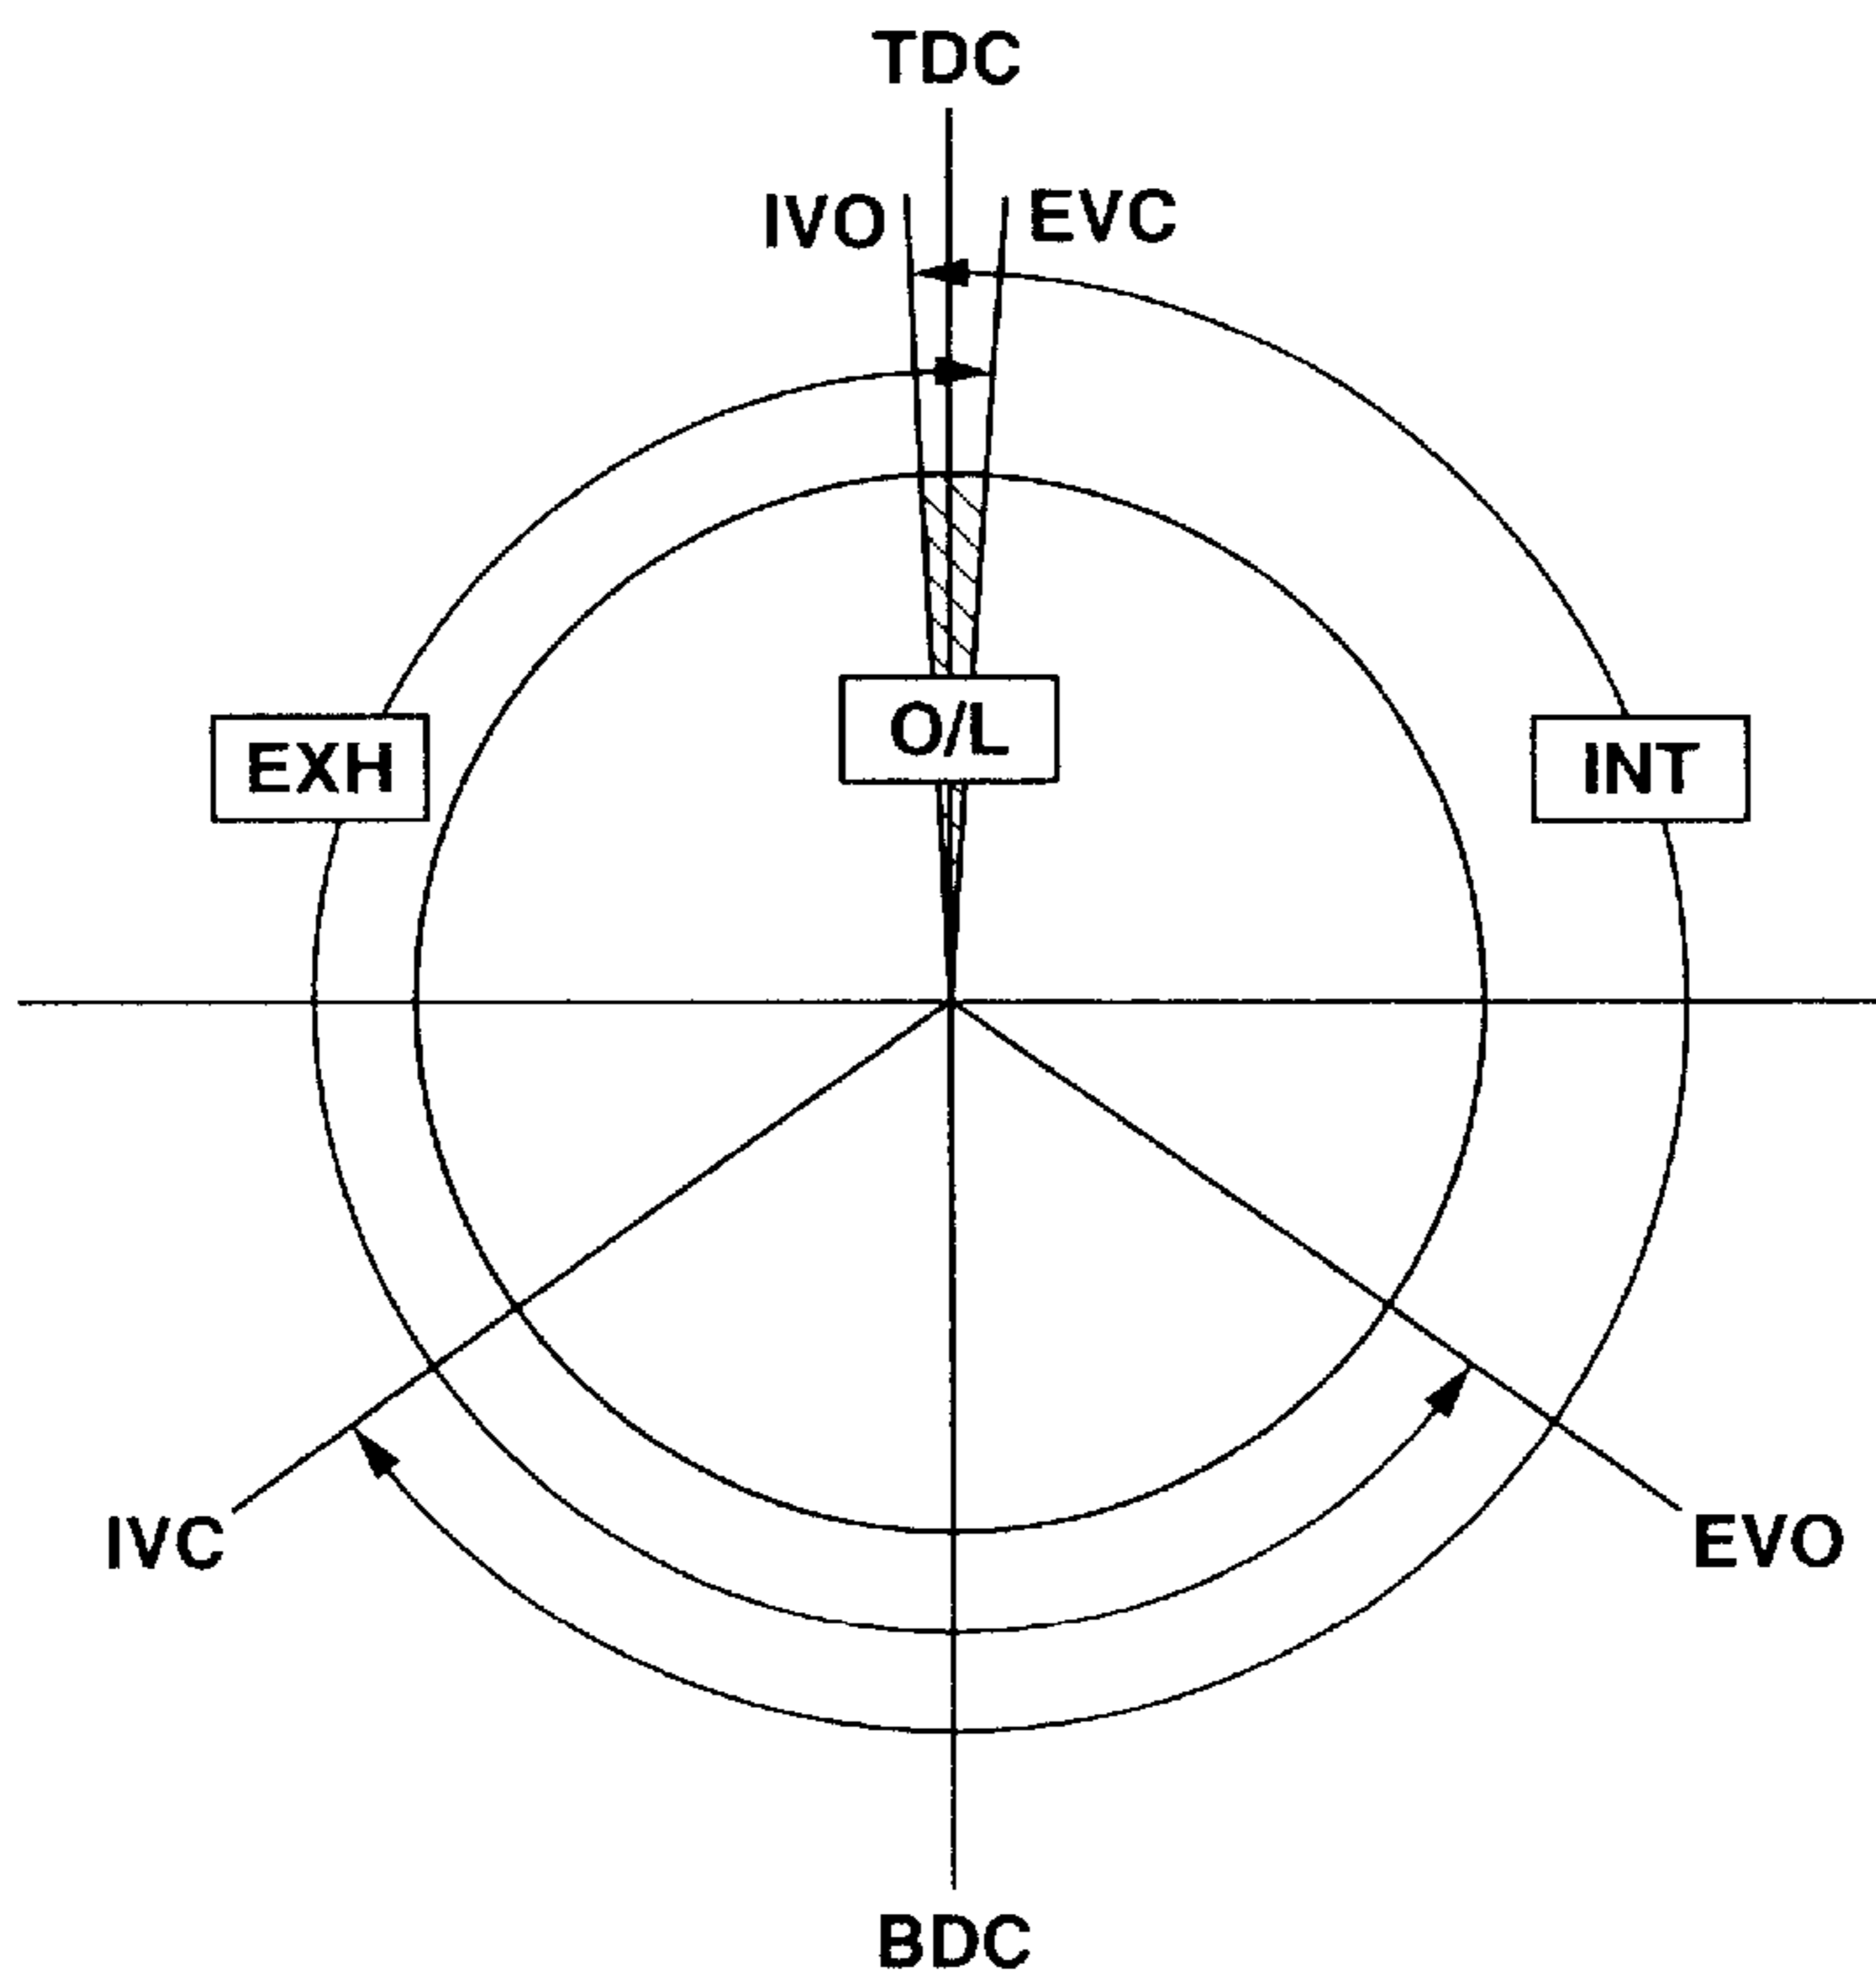 TDC
IVO
EVC
O/L
EXH
INT
IVC
EVO
BDC